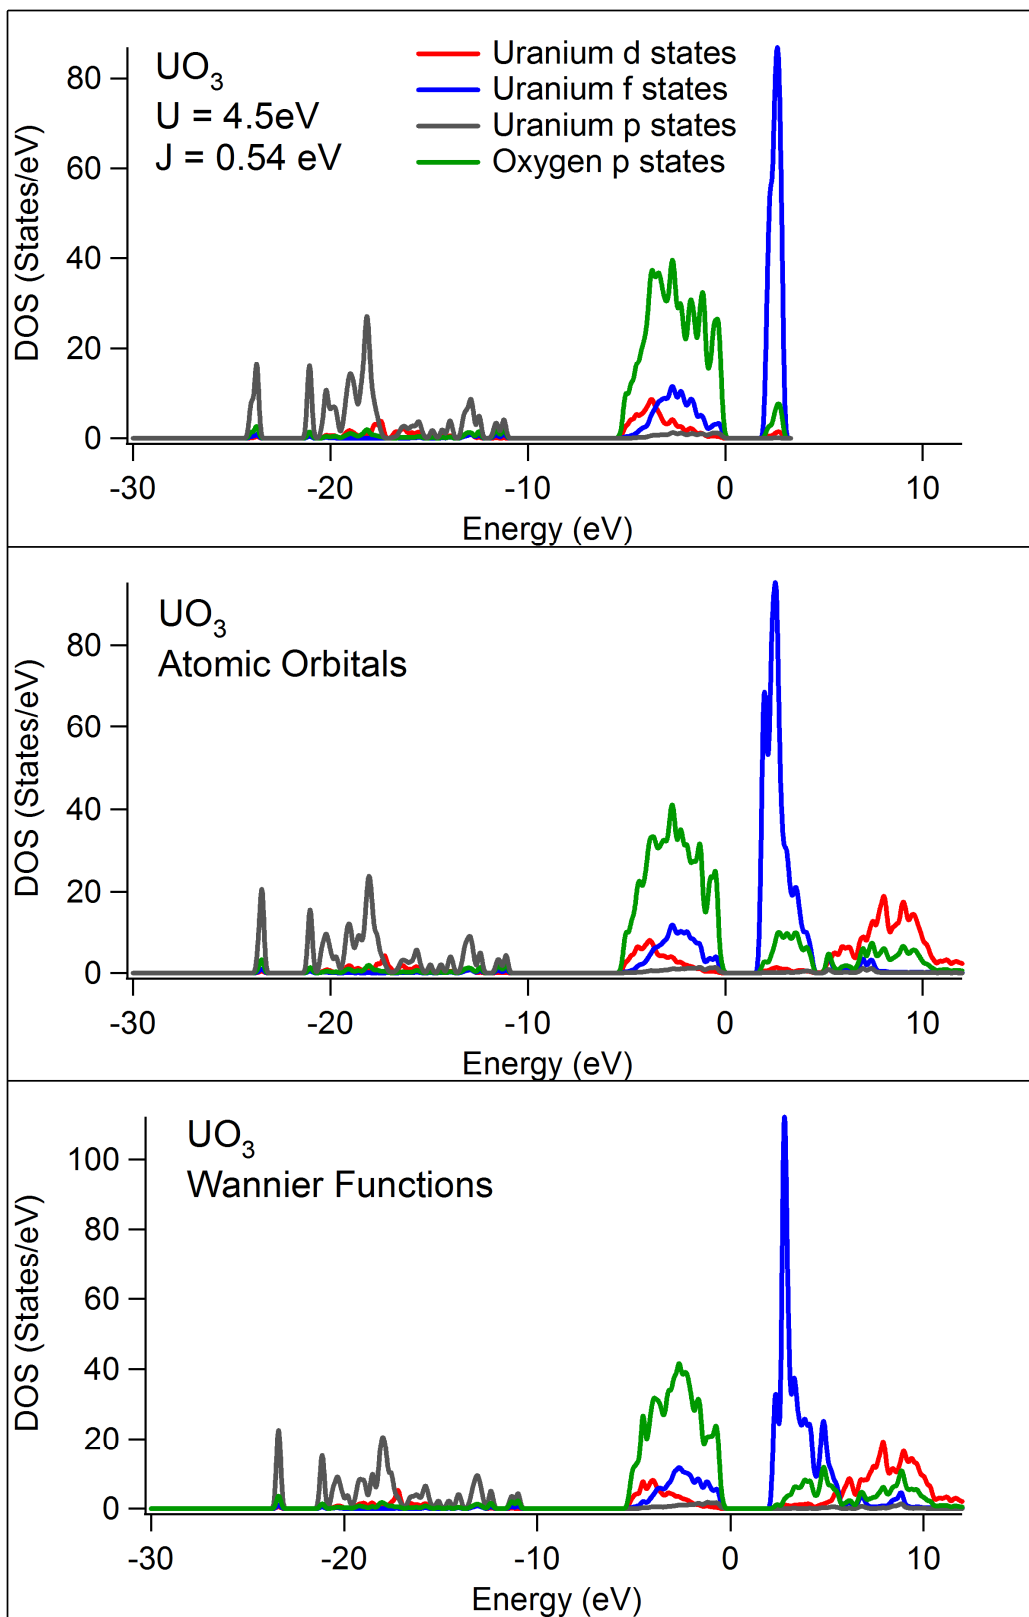 UO3
U = 4.5eV
J = 0.54 eV
Uranium d states
Uranium f states
Uranium p states
Oxygen p states
DOS (States/eV)
80
60
40
20
0
-30 -20 -10 0 10
Energy (eV)
UO3
Atomic Orbitals
DOS (States/eV)
80
60
40
20
0
-30 -20 -10 0 10
Energy (eV)
UO3
Wannier Functions
DOS (States/eV)
100
80
60
40
20
0
-30 -20 -10 0 10
Energy (eV)